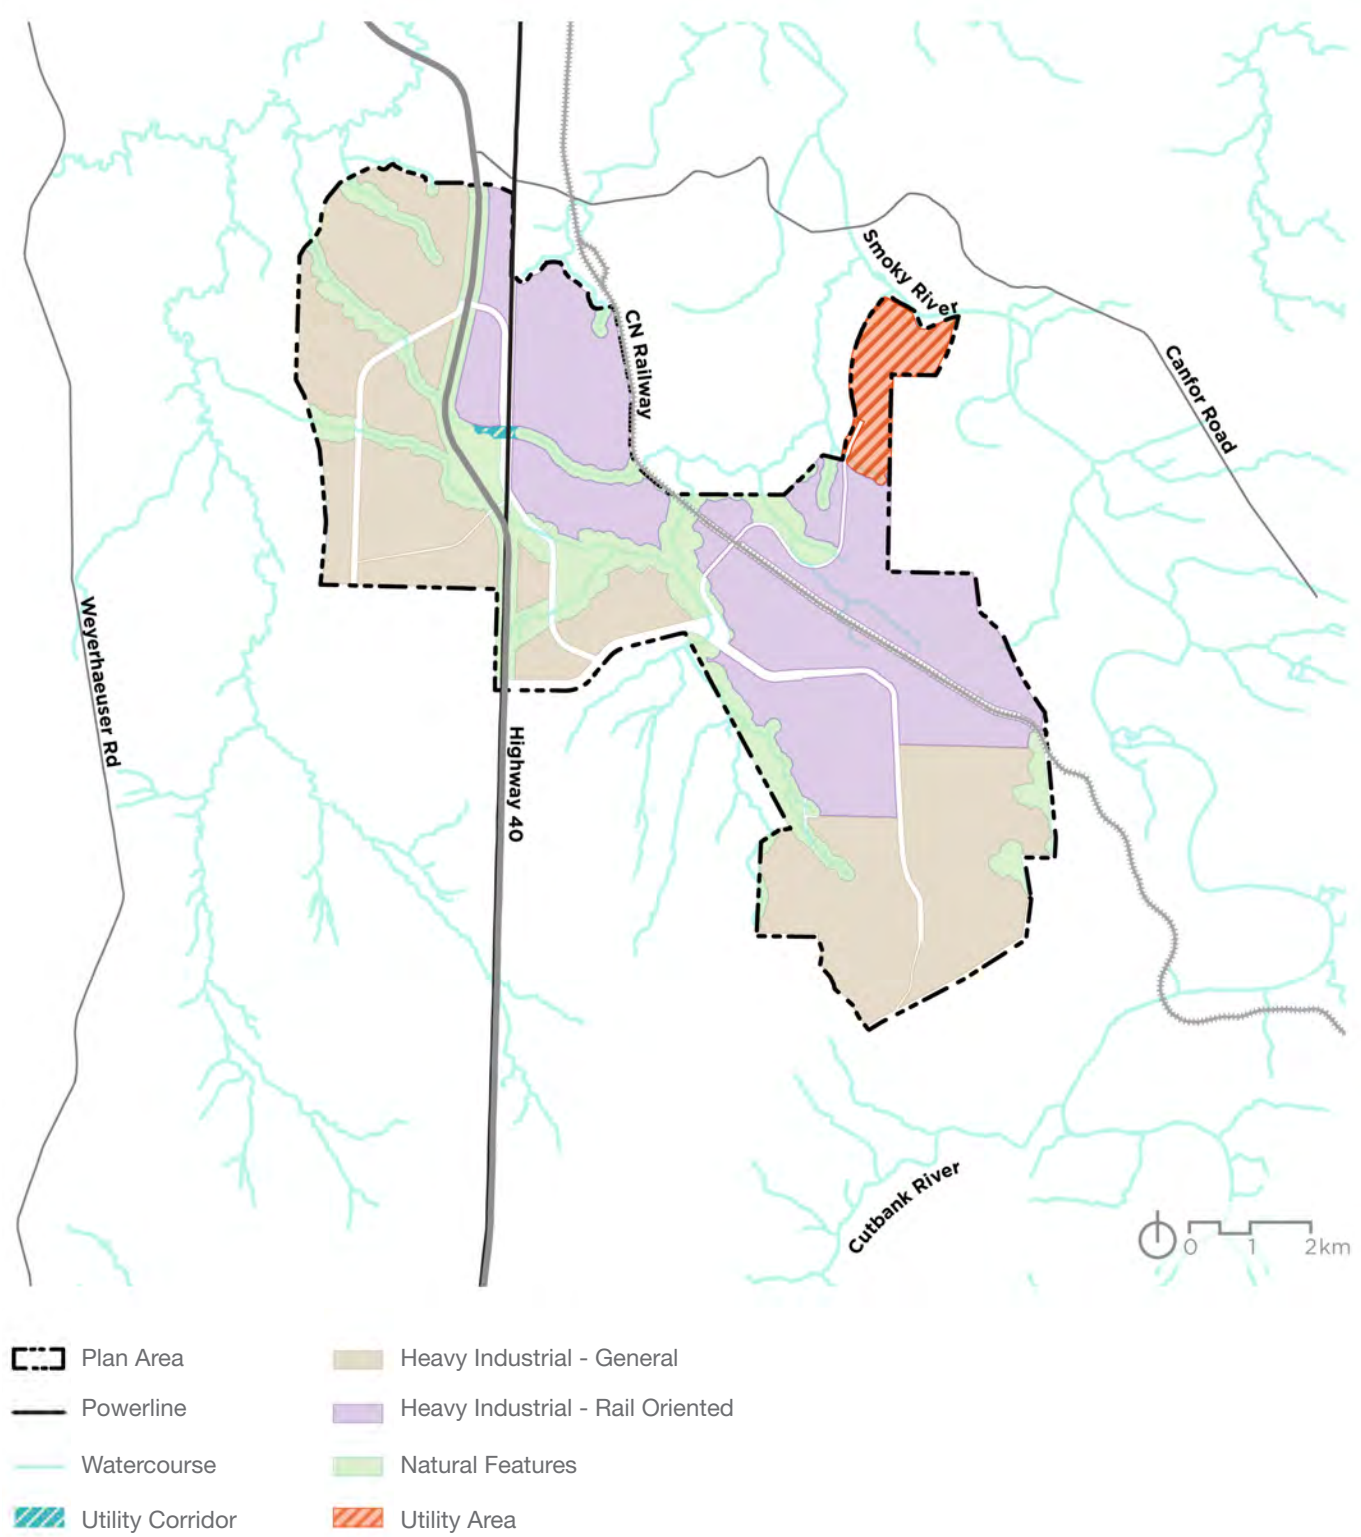 Smoky River
CN Railway
Canfor Road
Weyerhaeuser Rd
Highway 40
Cutbank River
0 1 2km
Plan Area
Heavy Industrial - General
Powerline
Heavy Industrial - Rail Oriented
Watercourse
Natural Features
Utility Corridor
Utility Area